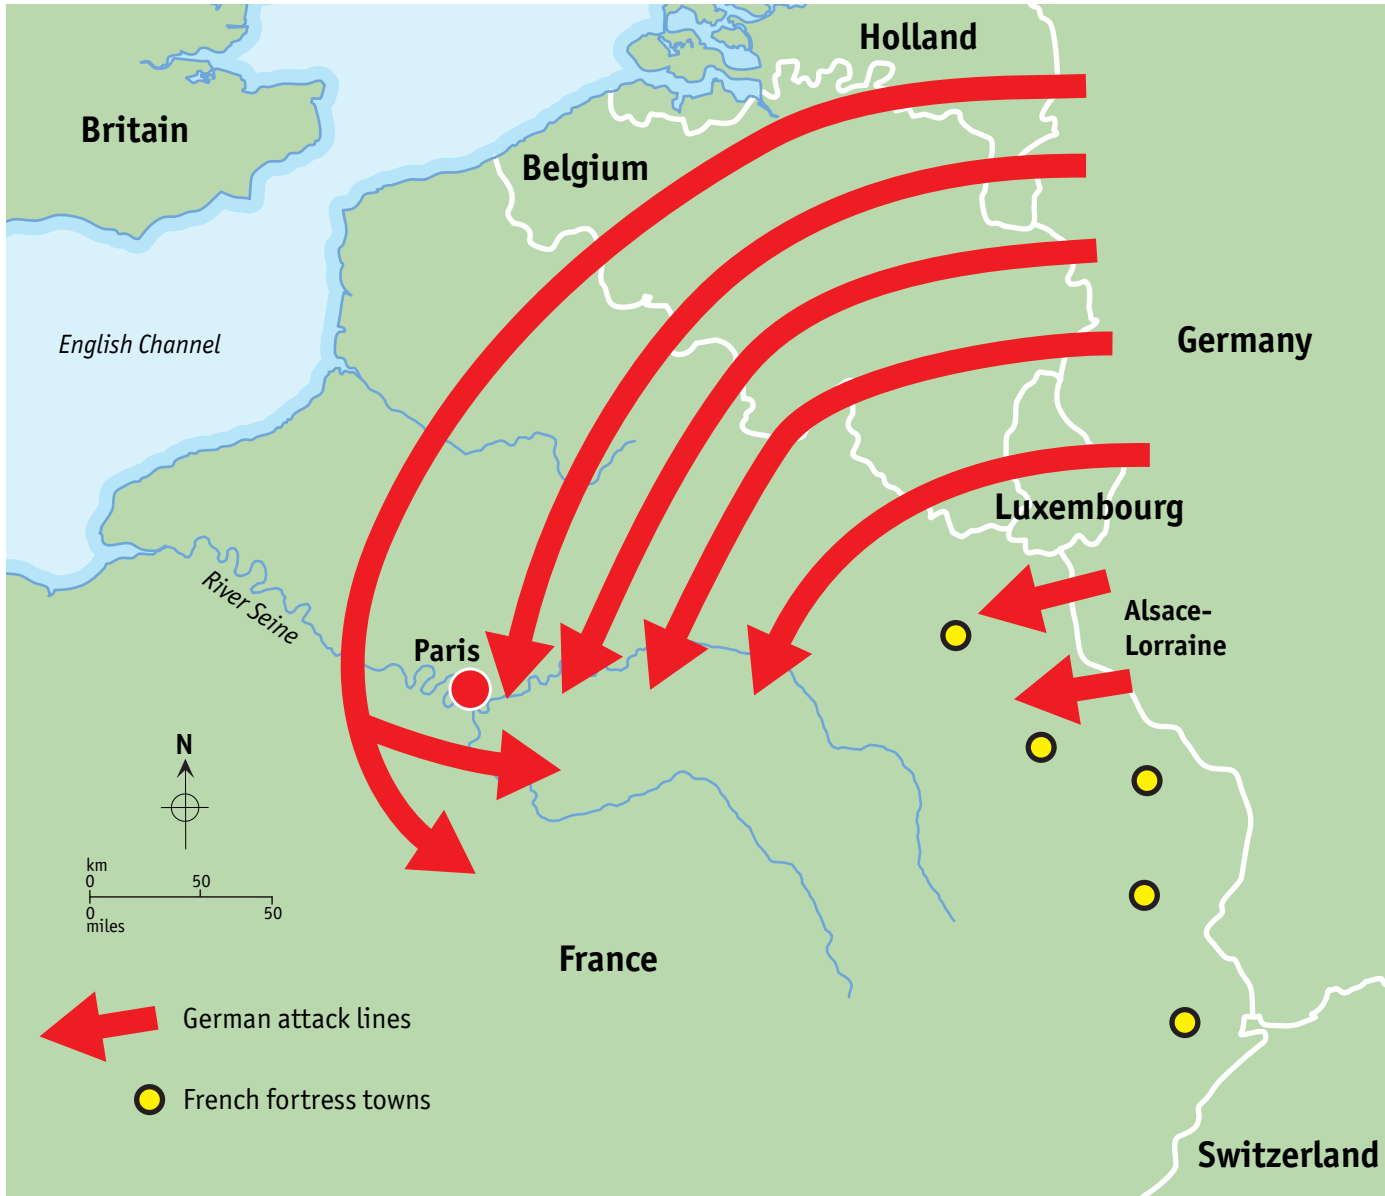 Holland
Britain
Belgium
English Channel
Germany
Luxembourg
River Seine
Alsace-
Lorraine
Paris
N
km
0 50
0 50
miles
France
German attack lines
French fortress towns
Switzerland